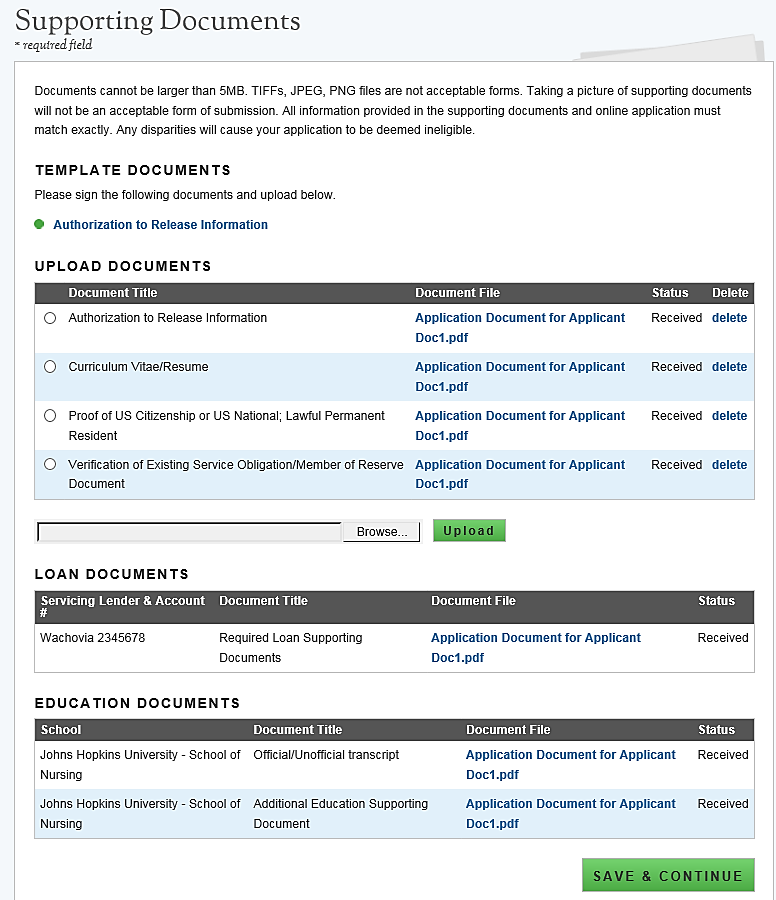 Supporting Documents
* required field
Documents cannot be larger than 5MB. TIFFs, JPEG, PNG files are not acceptable forms. Taking a picture of supporting documents
will not be an acceptable form of submission. All information provided in the supporting documents and online application must
match exactly. Any disparities will cause your application to be deemed ineligible.
TEMPLATE DOCUMENTS
Please sign the following documents and upload below.
Authorization to Release Information
UPLOAD DOCUMENTS
Document Title Document File Status Delete
Authorization to Release Information Application Document for Applicant Received delete
Doc1.pdf
Curriculum Vitae/Resume Application Document for Applicant Received delete
Doc1.pdf
Proof of US Citizenship or US National; Lawful Permanent Application Document for Applicant Received delete
Resident Doc1.pdf
Verification of Existing Service Obligation/Member of Reserve Application Document for Applicant Received delete
Document Doc1.pdf
Browse... Upload
LOAN DOCUMENTS
Servicing Lender & Account Document Title Document File Status
#
Wachovia 2345678 Required Loan Supporting Application Document for Applicant Received
Documents Doc1.pdf
EDUCATION DOCUMENTS
School Document Title Document File Status
Johns Hopkins University - School of Official/Unofficial transcript Application Document for Applicant Received
Nursing Doc1.pdf
Johns Hopkins University - School of Additional Education Supporting Application Document for Applicant Received
Nursing Document Doc1.pdf
SAVE & CONTINUE